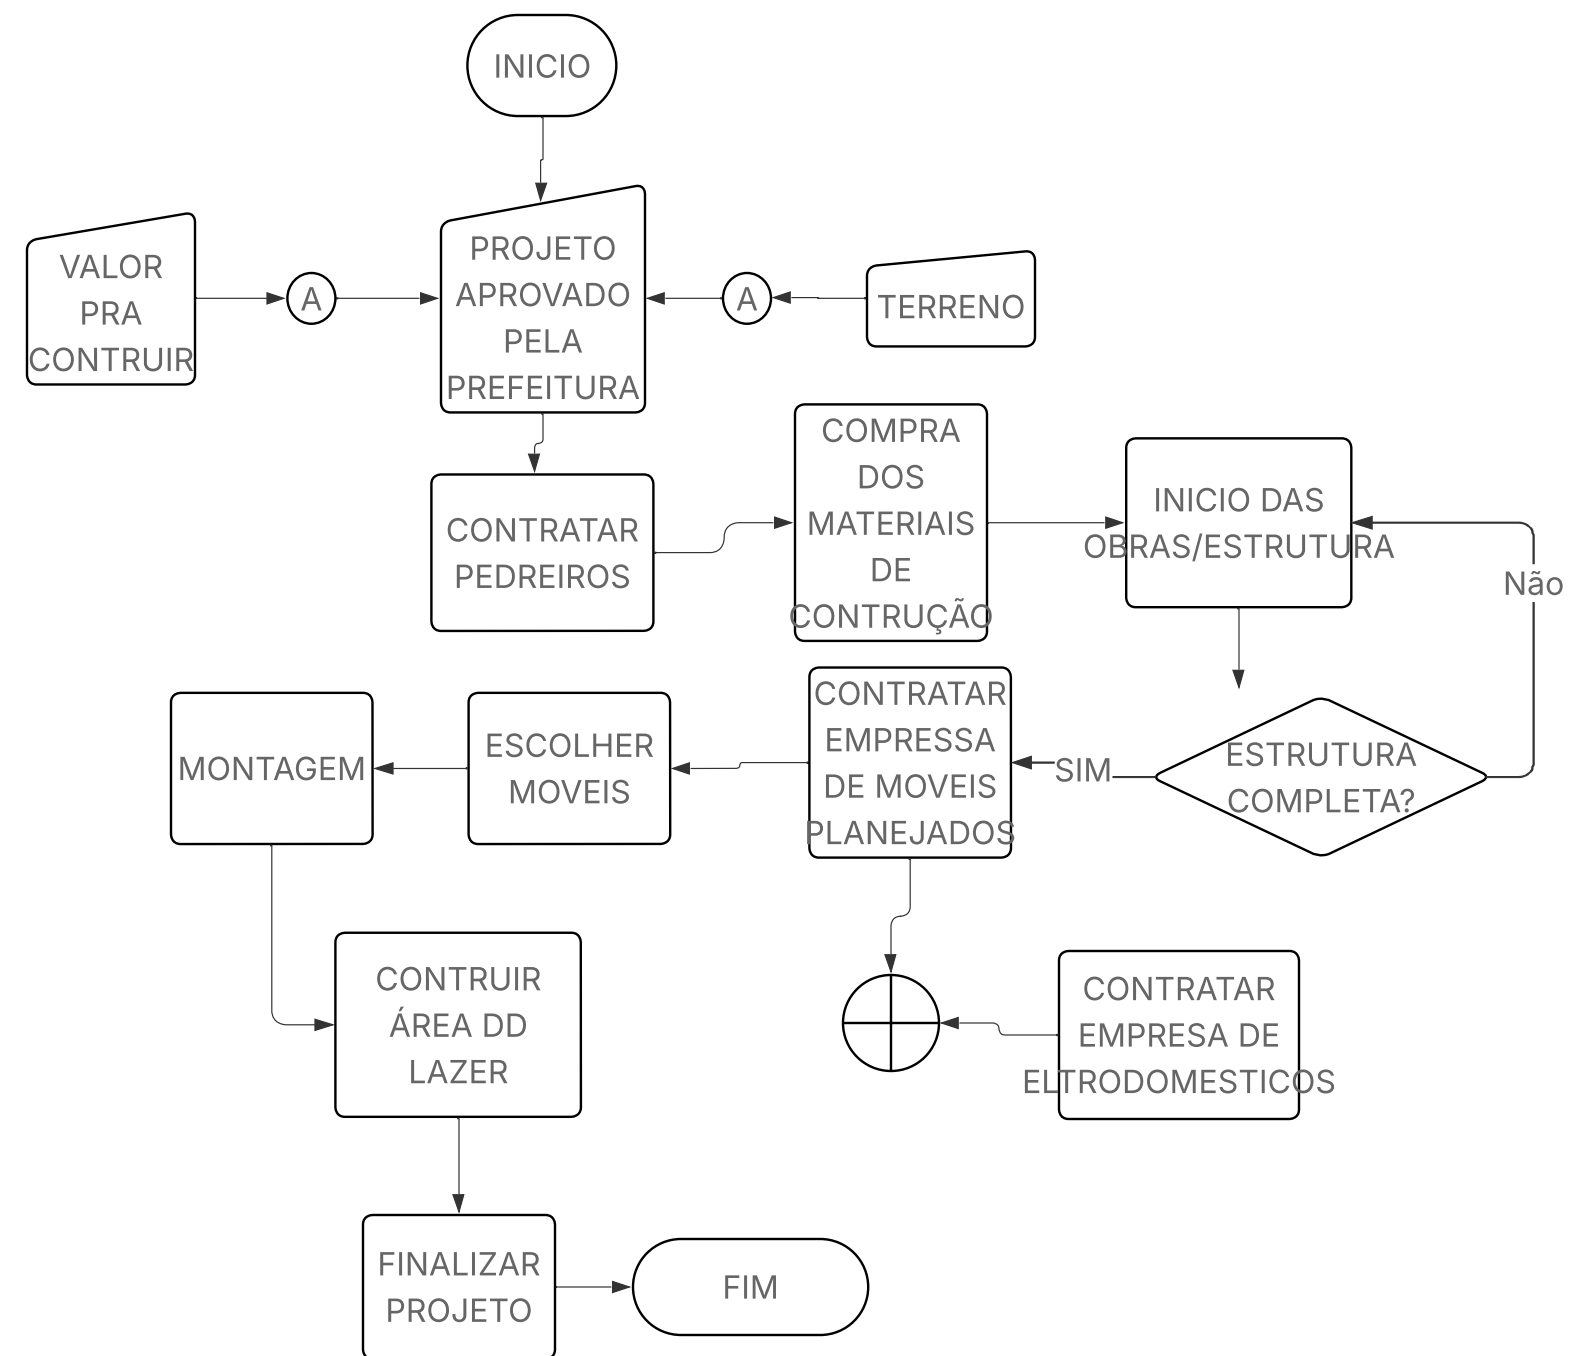 INICIO
VALOR
PRA
CONTRUIR
A
PROJETO
APROVADO
PELA
PREFEITURA
A
TERRENO
CONTRATAR
PEDREIROS
COMPRA
DOS
MATERIAIS
DE
CONTRUÇÃO
INICIO DAS
OBRAS/ESTRUTURA
Não
ESTRUTURA
COMPLETA?
SIM
CONTRATAR
EMPRESSA
DE MOVEIS
PLANEJADOS
ESCOLHER
MOVEIS
MONTAGEM
CONTRUIR
ÁREA DD
LAZER
CONTRATAR
EMPRESA DE
ELTRODOMESTICOS
FINALIZAR
PROJETO
FIM